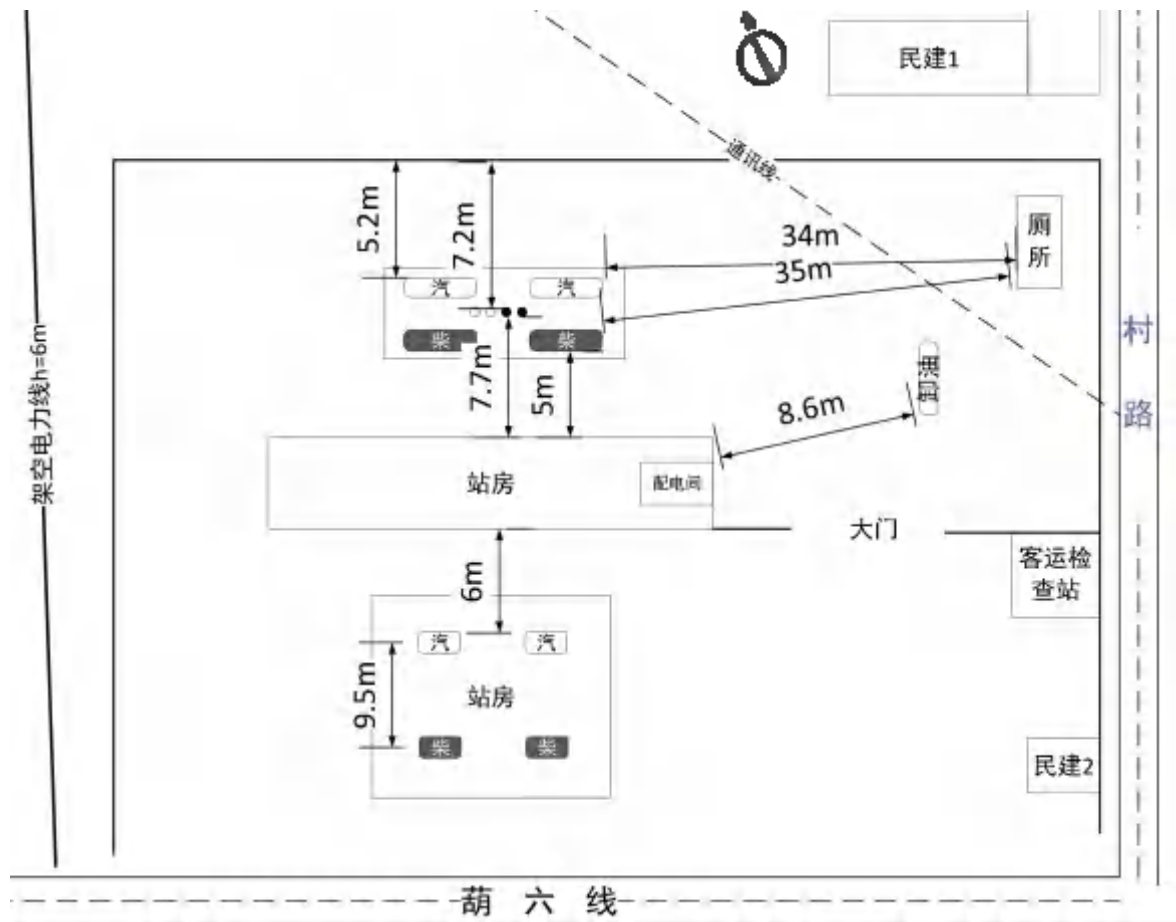 民建1
通讯线
5.2m
7.2m
34m
35m
厕所
汽
汽
柴
柴
7.7m
5m
8.6m
卸油
架空电力线h=6m
村路
站房
配电间
大门
客运检查站
6m
汽
汽
9.5m
站房
柴
柴
民建2
葫六线